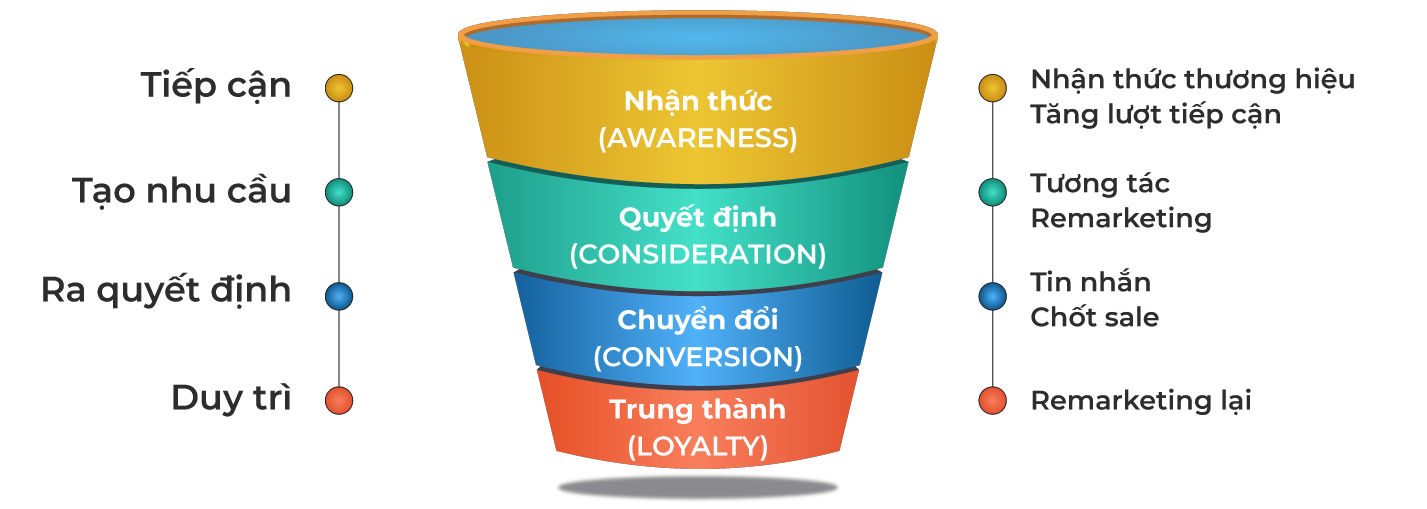 Tiếp cận
Nhận thức
(AWARENESS)
Nhận thức thương hiệu
Tăng lượt tiếp cận
Tạo nhu cầu
Quyết định
(CONSIDERATION)
Tương tác
Remarketing
Ra quyết định
Chuyển đổi
(CONVERSION)
Tin nhắn
Chốt sale
Duy trì
Trung thành
(LOYALTY)
Remarketing lại